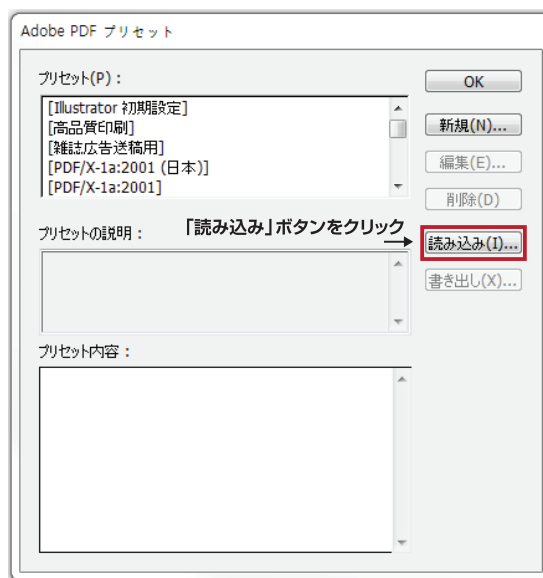 Adobe PDF プリセット
プリセット(P)：
[Illustrator 初期設定]
[高品質印刷]
[雑誌広告送稿用]
[PDF/X-1a:2001 (日本)]
[PDF/X-1a:2001]
OK
新規(N)...
編集(E)...
削除(D)
プリセットの説明：
「読み込み」ボタンをクリック
読み込み(I)...
書き出し(X)...
プリセット内容：